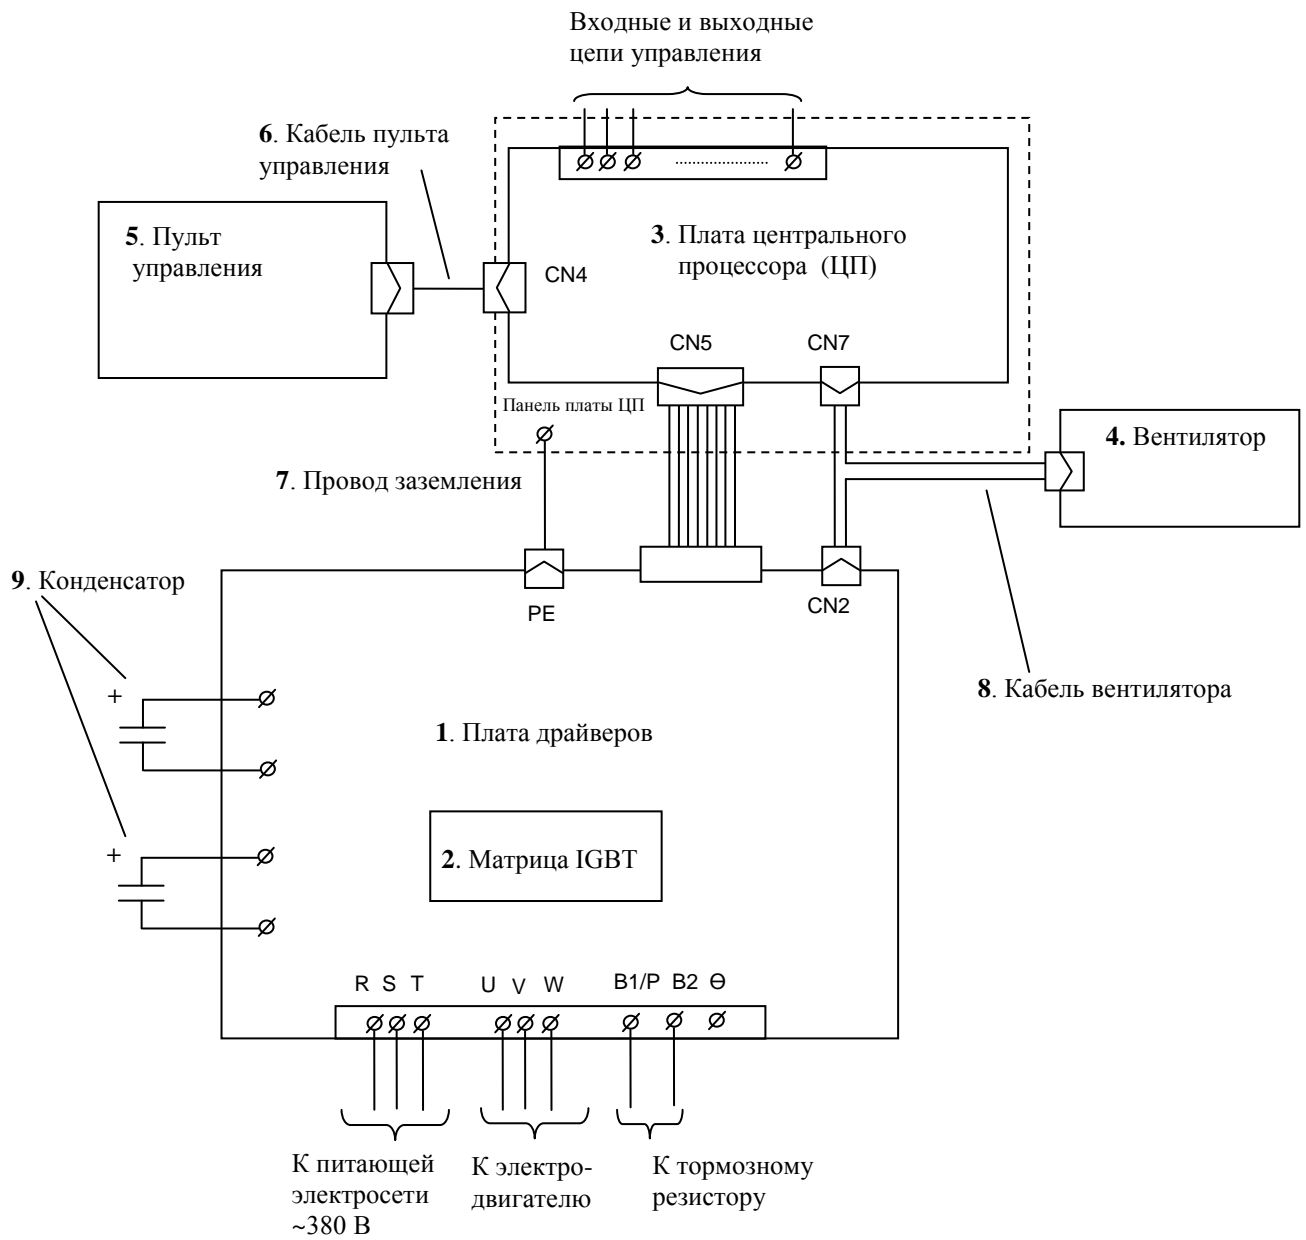 Входные и выходные
цепи управления
6. Кабель пульта
управления
5. Пульт
управления
CN4
3. Плата центрального
процессора (ЦП)
CN5
CN7
Панель платы ЦП
4. Вентилятор
7. Провод заземления
9. Конденсатор
PE
CN2
8. Кабель вентилятора
+
1. Плата драйверов
+
2. Матрица IGBT
R S T U V W B1/P B2 Ө
К питающей
электросети
~380 В
К электро-
двигателю
К тормозному
резистору